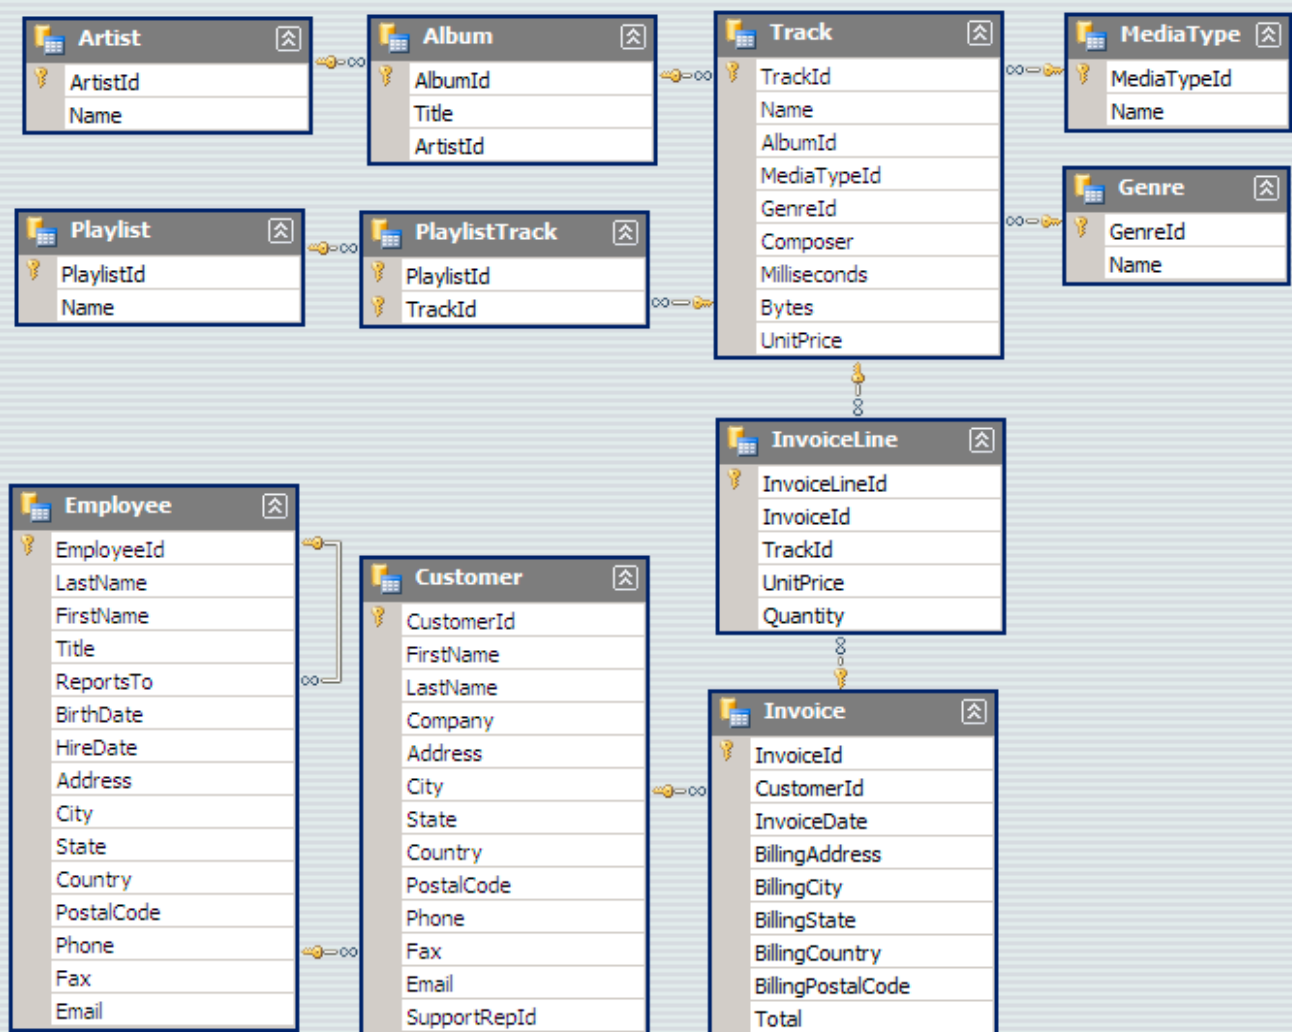 Artist
ArtistId
Name
Album
AlbumId
Title
ArtistId
Track
TrackId
Name
AlbumId
MediaTypeId
GenreId
Composer
Milliseconds
Bytes
UnitPrice
MediaType
MediaTypeId
Name
Genre
GenreId
Name
Playlist
PlaylistId
Name
PlaylistTrack
PlaylistId
TrackId
InvoiceLine
InvoiceLineId
InvoiceId
TrackId
UnitPrice
Quantity
Employee
EmployeeId
LastName
FirstName
Title
ReportsTo
BirthDate
HireDate
Address
City
State
Country
PostalCode
Phone
Fax
Email
Customer
CustomerId
FirstName
LastName
Company
Address
City
State
Country
PostalCode
Phone
Fax
Email
SupportRepId
Invoice
InvoiceId
CustomerId
InvoiceDate
BillingAddress
BillingCity
BillingState
BillingCountry
BillingPostalCode
Total